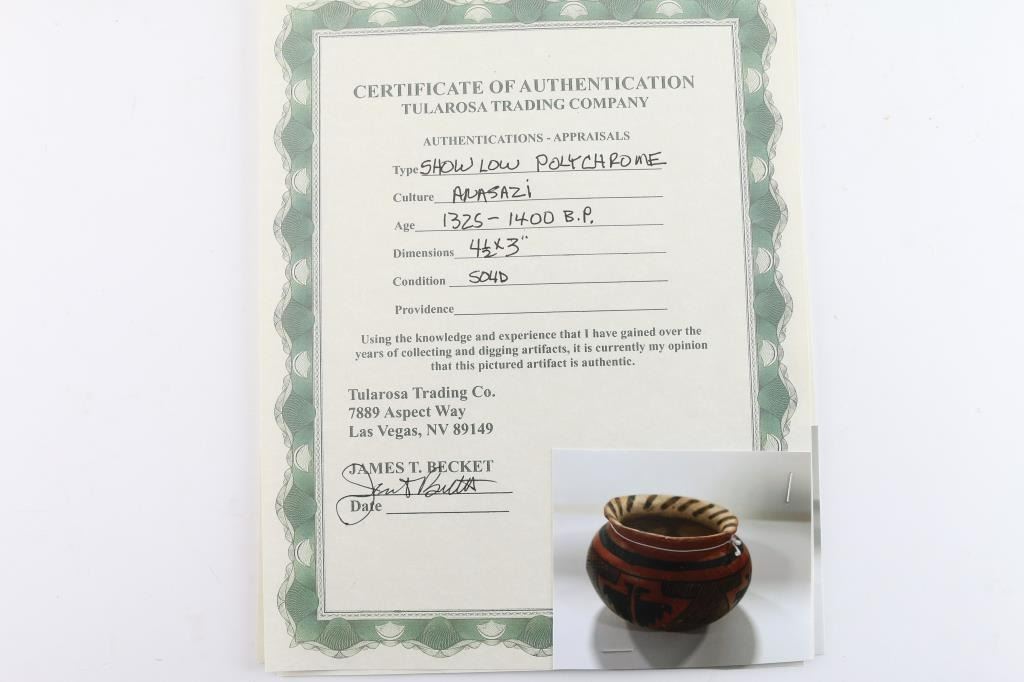 CERTIFICATE OF AUTHENTICATION
TULAROSA TRADING COMPANY
AUTHENTICATIONS - APPRAISALS
Type SHOW LOW POLYCHROME
Culture ANASAZi
Age 1325 - 1400 B.P.
Dimensions 4½ x 3"
Condition SOLID
Providence
Using the knowledge and experience that I have gained over the
years of collecting and digging artifacts, it is currently my opinion
that this pictured artifact is authentic.
Tularosa Trading Co.
7889 Aspect Way
Las Vegas, NV 89149
JAMES T. BECKET
Date